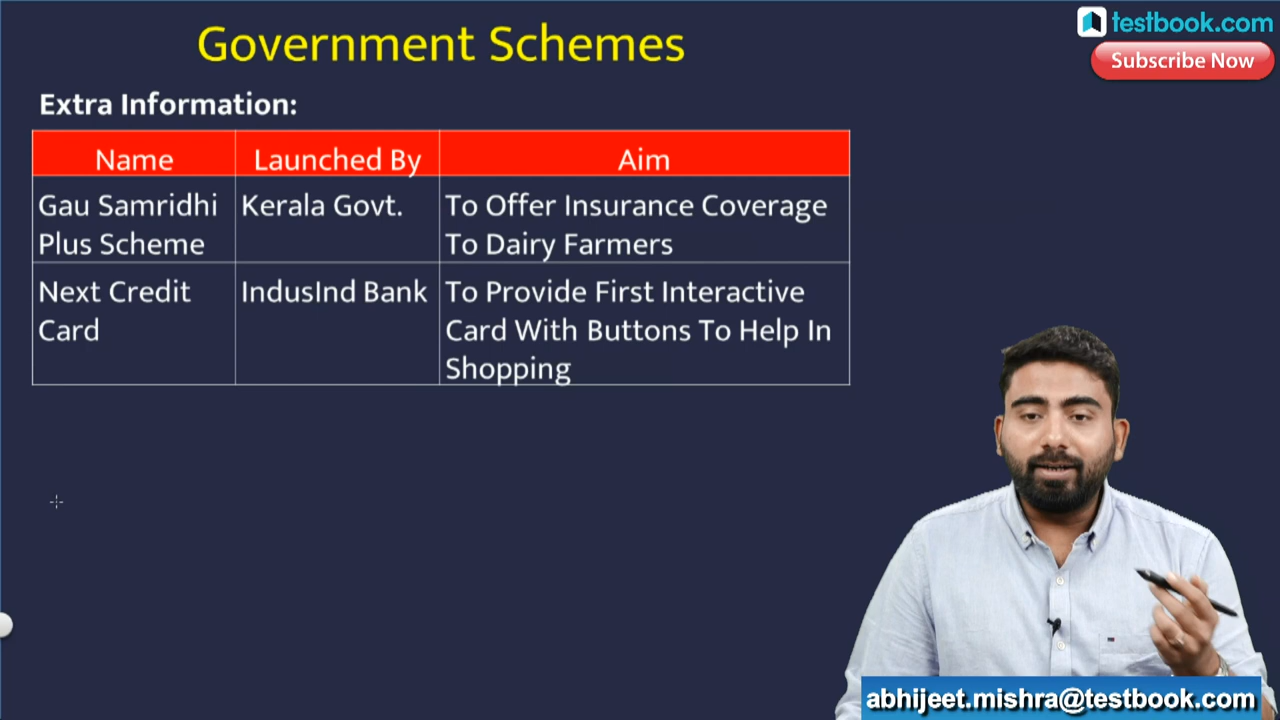 Government Schemes
testbook.com
Subscribe Now
Extra Information:
Name Launched By Aim
Gau Samridhi Kerala Govt. To Offer Insurance Coverage
Plus Scheme To Dairy Farmers
Next Credit IndusInd Bank To Provide First Interactive
Card Card With Buttons To Help In
Shopping
abhijeet.mishra@testbook.com